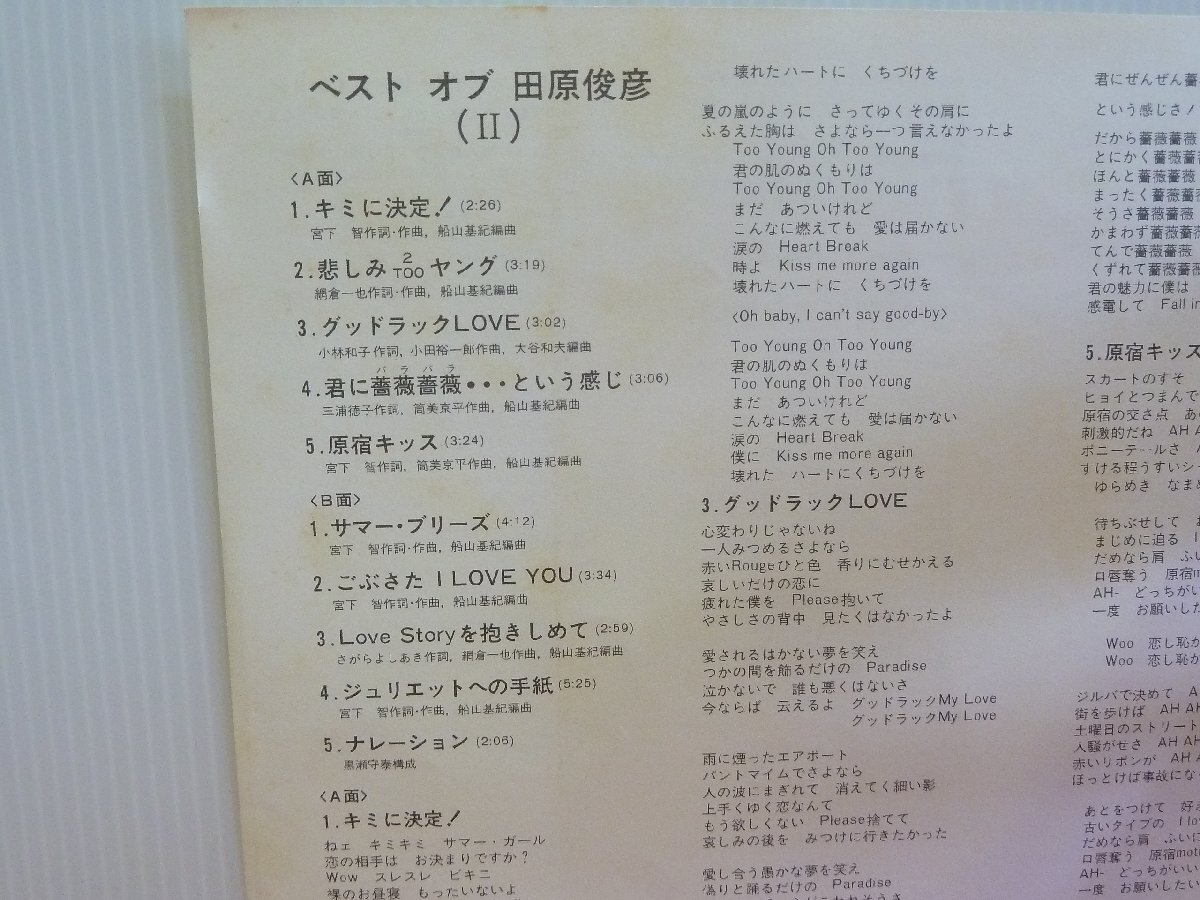 ベスト オブ 田原俊彦
(II)
〈A面〉
1.キミに決定! (2:26)
宮下 智作詞・作曲, 船山基紀編曲
2.悲しみ2TOOヤング (3:19)
網倉一也作詞・作曲, 船山基紀編曲
3.グッドラックLOVE (3:02)
小林和子作詞, 小田裕一郎作曲, 大谷和夫編曲
バラバラ
4.君に薔薇薔薇・・・という感じ (3:06)
三浦徳子作詞, 筒美京平作曲, 船山基紀編曲
5.原宿キッス (3:24)
宮下 智作詞, 筒美京平作曲, 船山基紀編曲
〈B面〉
1.サマー・ブリーズ (4:12)
宮下 智作詞・作曲, 船山基紀編曲
2.ごぶさた I LOVE YOU (3:34)
宮下 智作詞・作曲, 船山基紀編曲
3.Love Storyを抱きしめて (2:59)
さがらよしあき作詞, 網倉一也作曲, 船山基紀編曲
4.ジュリエットへの手紙 (5:25)
宮下 智作詞・作曲, 船山基紀編曲
5.ナレーション (2:06)
黒瀬守泰構成
〈A面〉
1.キミに決定!
ねェ キミキミ サマー・ガール
恋の相手は お決まりですか?
Wow スレスレ ビキニ
裸のお昼寝 もったいないよ
壊れたハートに くちづけを
夏の嵐のように さってゆくその肩に
ふるえた胸は さよなら一つ言えなかったよ
Too Young Oh Too Young
君の肌のぬくもりは
Too Young Oh Too Young
まだ あついけれど
こんなに燃えても 愛は届かない
涙の Heart Break
時よ Kiss me more again
壊れたハートに くちづけを
〈Oh baby, I can't say good-by〉
Too Young Oh Too Young
君の肌のぬくもりは
Too Young Oh Too Young
まだ あついけれど
こんなに燃えても 愛は届かない
涙の Heart Break
僕に Kiss me more again
壊れた ハートにくちづけを
3.グッドラックLOVE
心変わりじゃないね
一人みつめるさよなら
赤いRougeひと色 香りにむせかえる
哀しいだけの恋に
疲れた僕を Please抱いて
やさしさの背中 見たくはなかったよ
愛されるはかない夢を笑え
つかの間を飾るだけの Paradise
泣かないで 誰も悪くはないさ
今ならば 云えるよ グッドラックMy Love
グッドラックMy Love
雨に煙ったエアポート
パントマイムでさよなら
人の波にまぎれて 消えてく細い影
上手くゆく恋なんて
もう欲しくない Please捨てて
哀しみの後を みつけに行きたかった
愛し合う愚かな夢を笑え
偽りと踊るだけの Paradise
君にぜんぜん薔
という感じさ!
だから薔薇薔薇
とにかく薔薇薔薇
ほんと薔薇薔薇
まったく薔薇薔薇
そうさ薔薇薔薇
かまわず薔薇薔薇
てんで薔薇薔薇
くずれて薔薇薔薇
君の魅力に僕は
感電して Fall in
5.原宿キッス
スカートのすそ
ヒョイとつまんで
原宿の交さ点 あ
刺激的だね AH A
ポニーテールさ
すける程うすいシ
ゆらめき なまめ
待ちぶせして
まじめに迫る I
だめなら肩 ふい
口唇奪う 原宿mot
AH- どっちがい
一度 お願いした
Woo 恋し恥か
Woo 恋し恥
ジルバで決めて A
街を歩けば AH AH
土曜日のストリート
人騒がせさ AH AH
赤いリボンが AH A
ほっとけば事故にな
あとをつけて 好き
古いタイプの I lo
だめなら肩 ふいに
口唇奪う 原宿mot
AH- どっちがいい
一度 お願いしたい